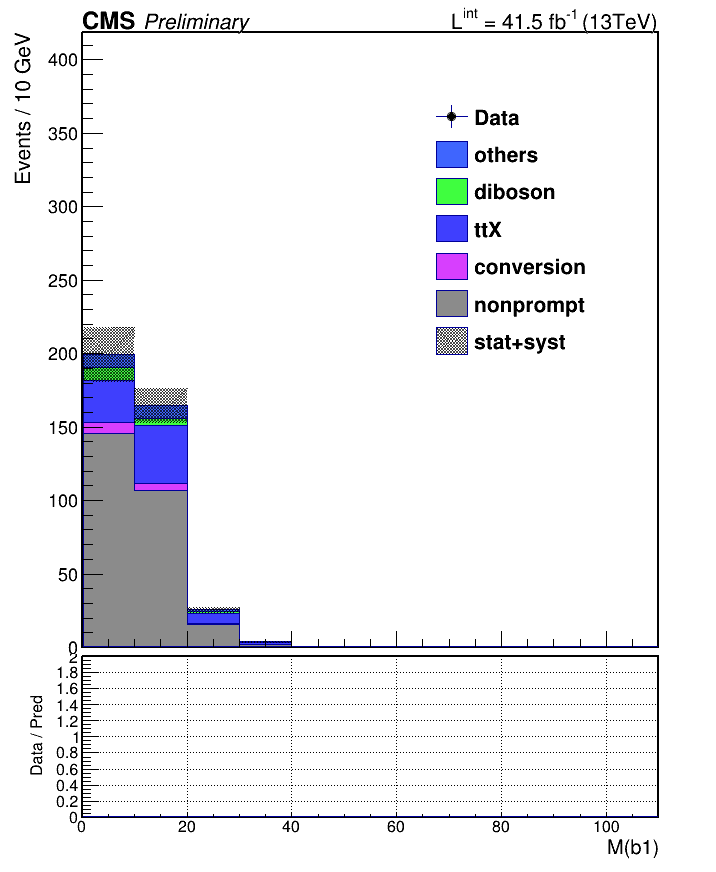 CMS Preliminary L^int = 41.5 fb^-1 (13TeV)
Events / 10 GeV
400
350
300
250
200
150
100
50
0
Data
others
diboson
ttX
conversion
nonprompt
stat+syst
Data / Pred
2
1.8
1.6
1.4
1.2
1
0.8
0.6
0.4
0.2
0
0 20 40 60 80 100
M(b1)